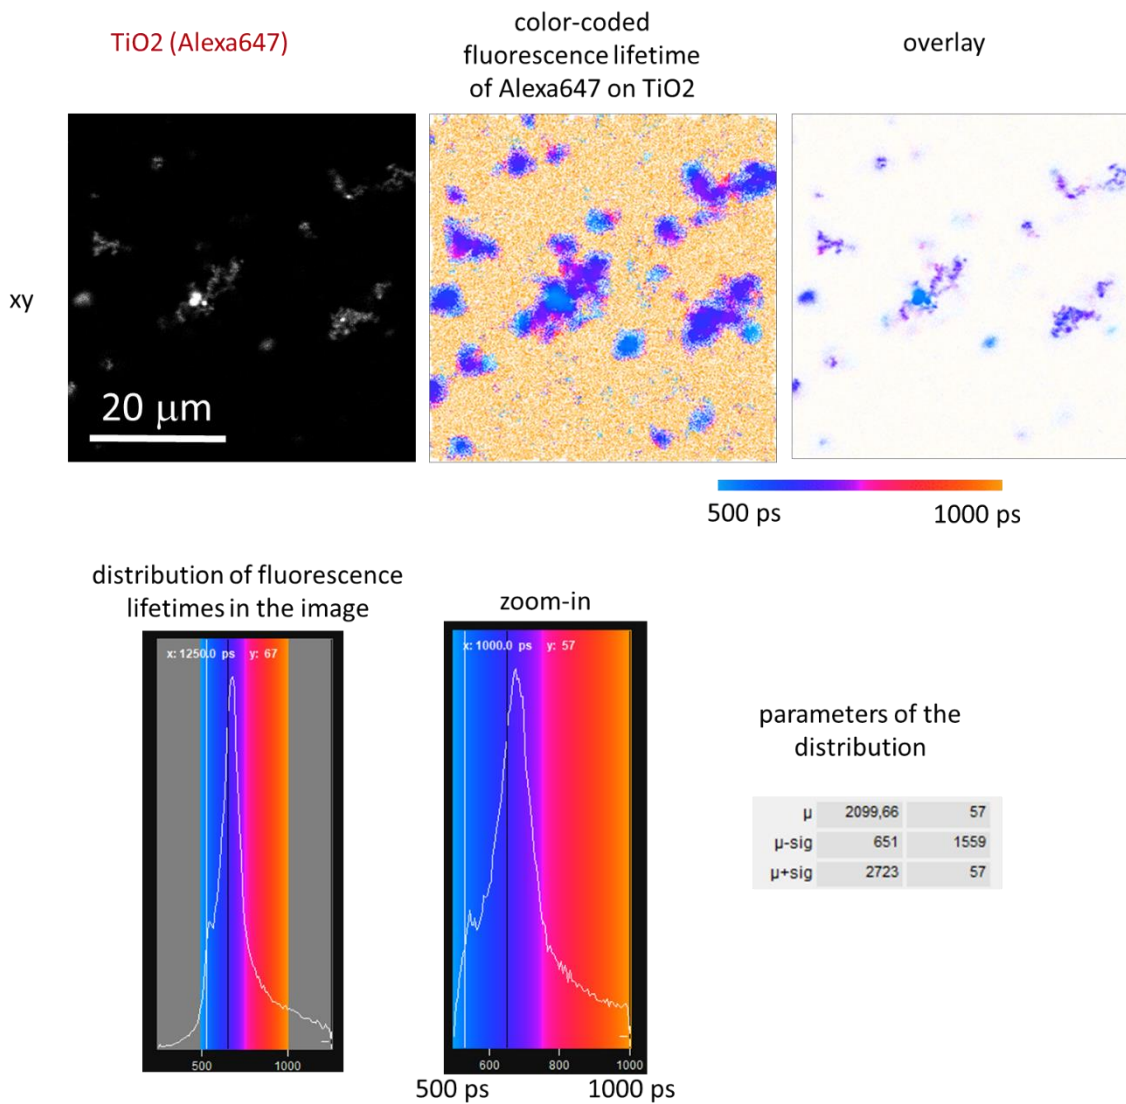 TiO2 (Alexa647)
color-coded
fluorescence lifetime
of Alexa647 on TiO2
overlay
xy
20 μm
500 ps
1000 ps
distribution of fluorescence
lifetimes in the image
zoom-in
x: 1250.0 ps y: 67
x: 1000.0 ps y: 57
parameters of the
distribution
μ 2099,66 57
μ-sig 651 1559
μ+sig 2723 57
500 1000
600 800 1000
500 ps 1000 ps